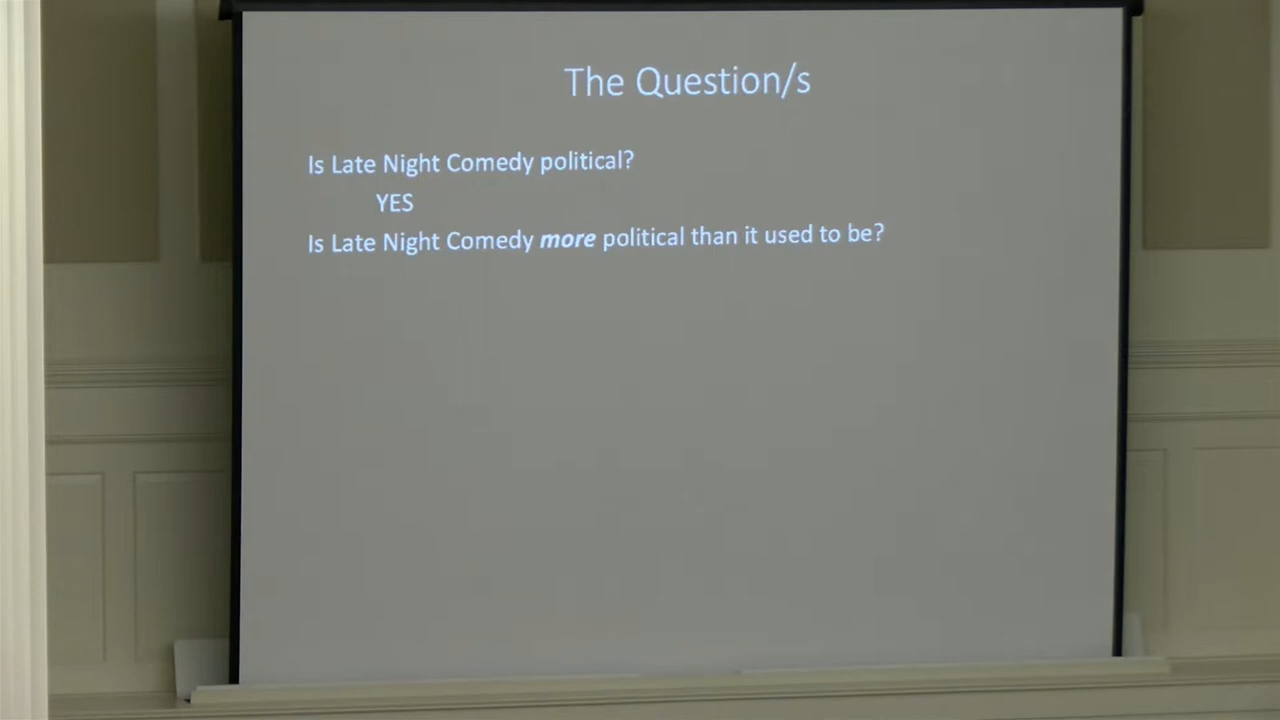 The Question/s
Is Late Night Comedy political?
YES
Is Late Night Comedy more political than it used to be?